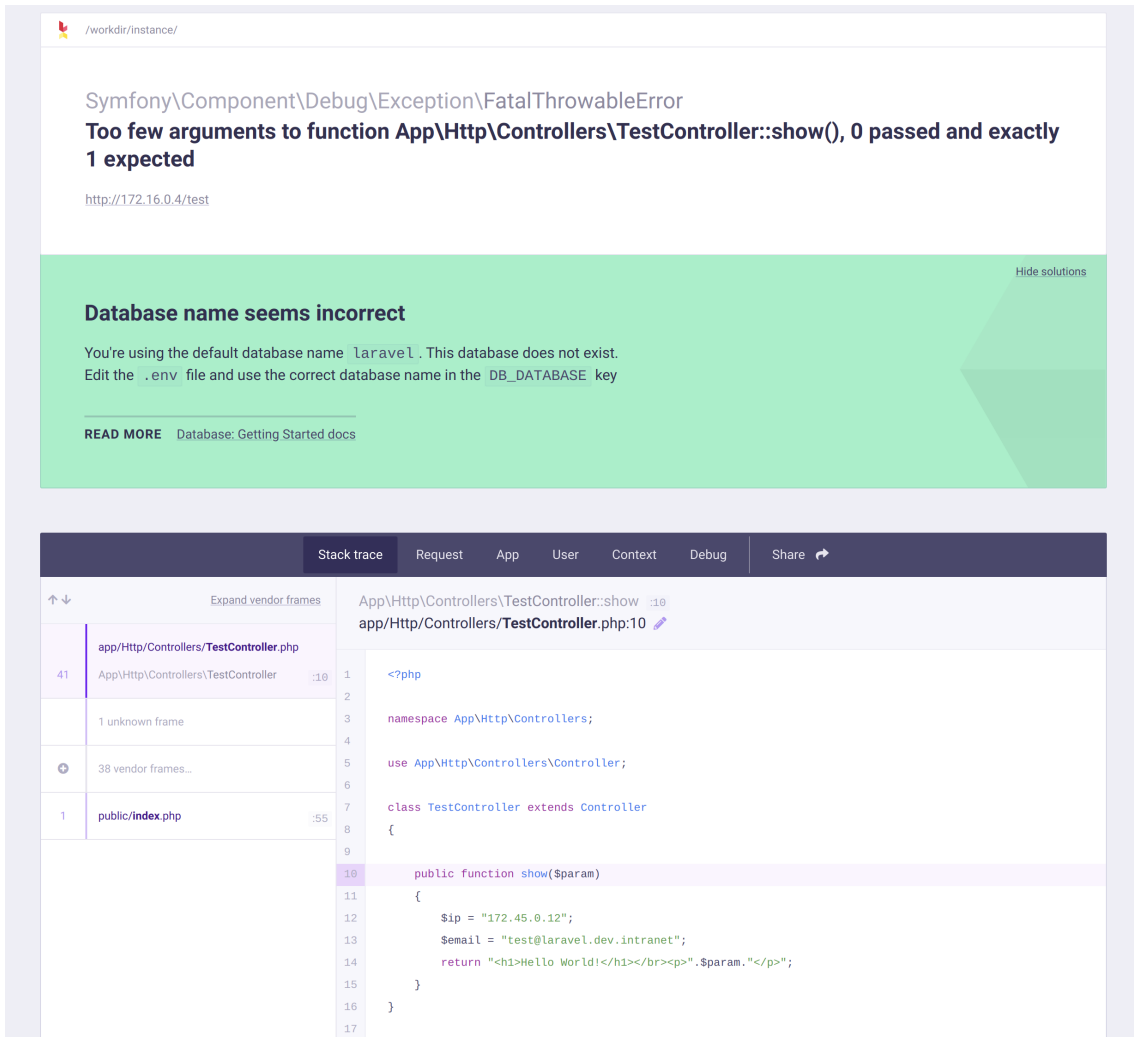 /workdir/instance/
Symfony\Component\Debug\Exception\FatalThrowableError
Too few arguments to function App\Http\Controllers\TestController::show(), 0 passed and exactly
1 expected
http://172.16.0.4/test
Hide solutions
Database name seems incorrect
You're using the default database name laravel. This database does not exist.
Edit the .env file and use the correct database name in the DB_DATABASE key
READ MORE Database: Getting Started docs
Stack trace Request App User Context Debug Share
Expand vendor frames
app/Http/Controllers/TestController.php
41 App\Http\Controllers\TestController :10
1 unknown frame
38 vendor frames…
1 public/index.php :55
App\Http\Controllers\TestController::show :10
app/Http/Controllers/TestController.php:10
1 <?php
2
3 namespace App\Http\Controllers;
4
5 use App\Http\Controllers\Controller;
6
7 class TestController extends Controller
8 {
9
10 public function show($param)
11 {
12 $ip = "172.45.0.12";
13 $email = "test@laravel.dev.intranet";
14 return "<h1>Hello World!</h1></br><p>".$param."</p>";
15 }
16 }
17